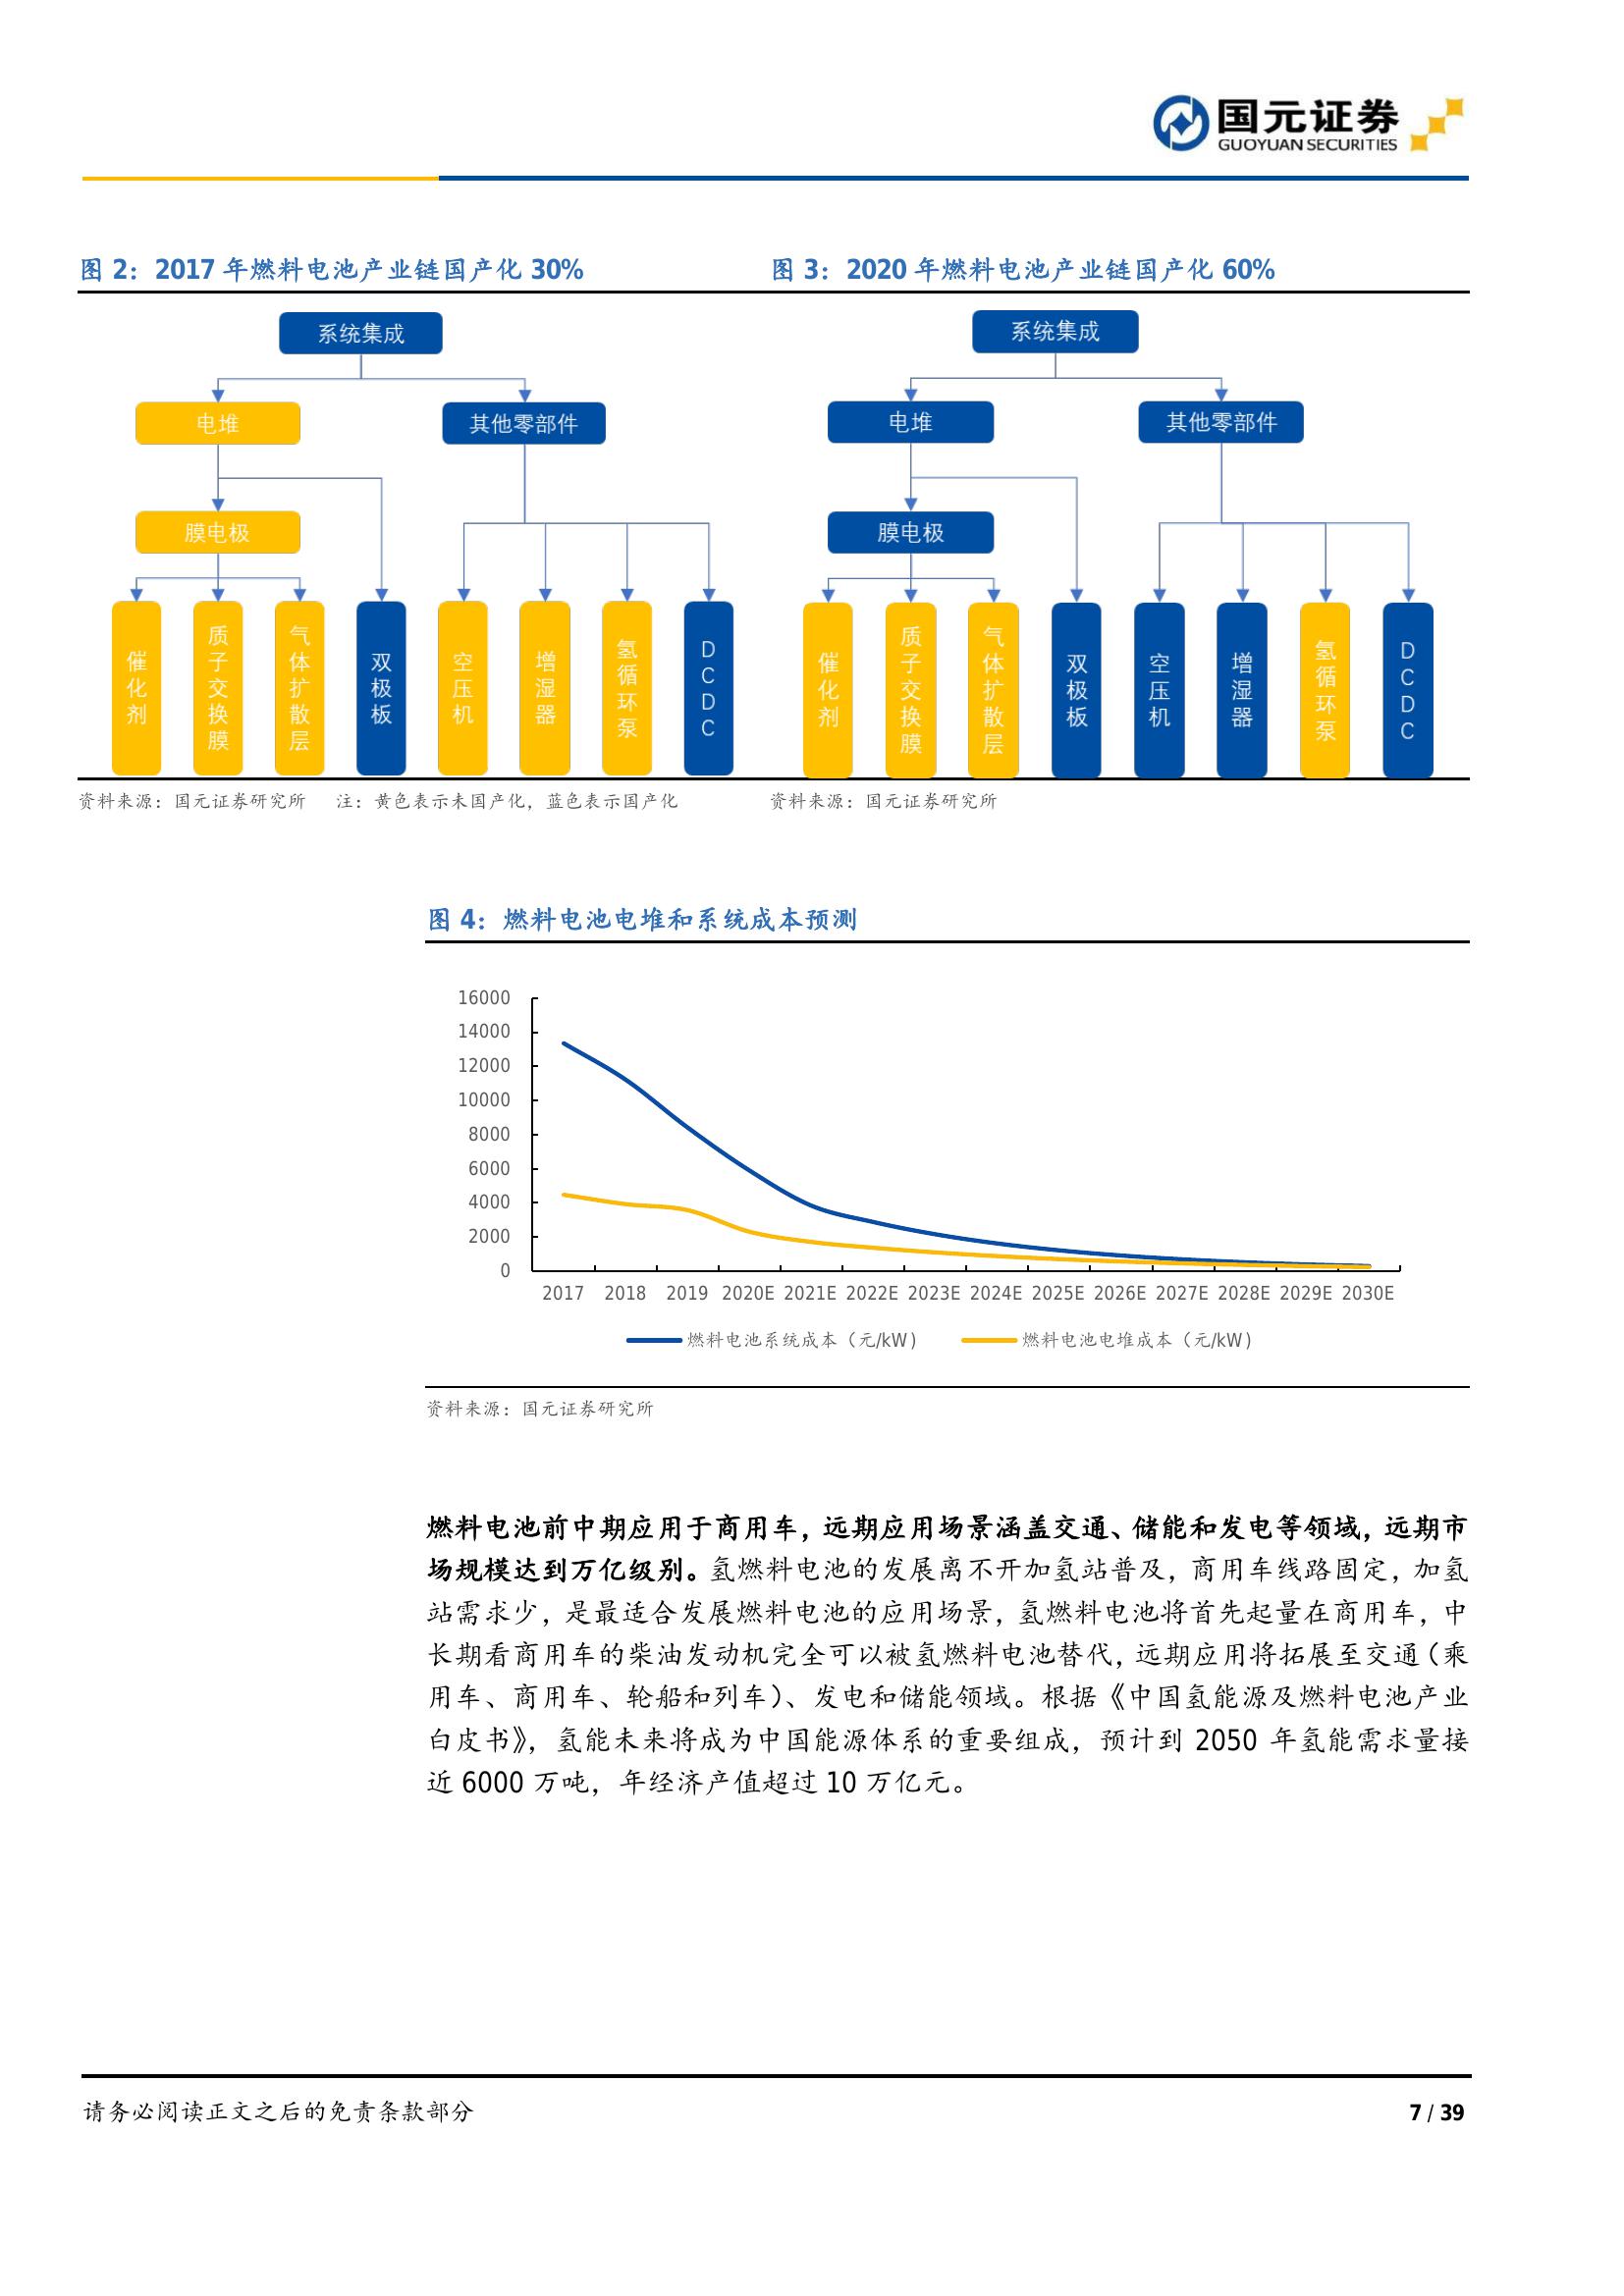 国元证券
GUOYUAN SECURITIES
图 2：2017 年燃料电池产业链国产化 30%
系统集成
电堆
其他零部件
膜电极
催化剂
质子交换膜
气体扩散层
双极板
空压机
增湿器
氢循环泵
DCDC
资料来源：国元证券研究所 注：黄色表示未国产化，蓝色表示国产化
图 3：2020 年燃料电池产业链国产化 60%
系统集成
电堆
其他零部件
膜电极
催化剂
质子交换膜
气体扩散层
双极板
空压机
增湿器
氢循环泵
DCDC
资料来源：国元证券研究所
图 4：燃料电池电堆和系统成本预测
16000
14000
12000
10000
8000
6000
4000
2000
0
2017 2018 2019 2020E 2021E 2022E 2023E 2024E 2025E 2026E 2027E 2028E 2029E 2030E
燃料电池系统成本（元/kW） 燃料电池电堆成本（元/kW）
资料来源：国元证券研究所
燃料电池前中期应用于商用车，远期应用场景涵盖交通、储能和发电等领域，远期市
场规模达到万亿级别。氢燃料电池的发展离不开加氢站普及，商用车线路固定，加氢
站需求少，是最适合发展燃料电池的应用场景，氢燃料电池将首先起量在商用车，中
长期看商用车的柴油发动机完全可以被氢燃料电池替代，远期应用将拓展至交通（乘
用车、商用车、轮船和列车）、发电和储能领域。根据《中国氢能源及燃料电池产业
白皮书》，氢能未来将成为中国能源体系的重要组成，预计到 2050 年氢能需求量接
近 6000 万吨，年经济产值超过 10 万亿元。
请务必阅读正文之后的免责条款部分
7 / 39